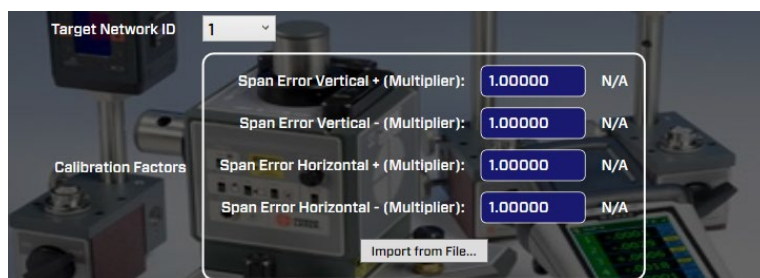 Target Network ID 1
Span Error Vertical + (Multiplier): 1.00000 N/A
Span Error Vertical - (Multiplier): 1.00000 N/A
Calibration Factors
Span Error Horizontal + (Multiplier): 1.00000 N/A
Span Error Horizontal - (Multiplier): 1.00000 N/A
Import from File...